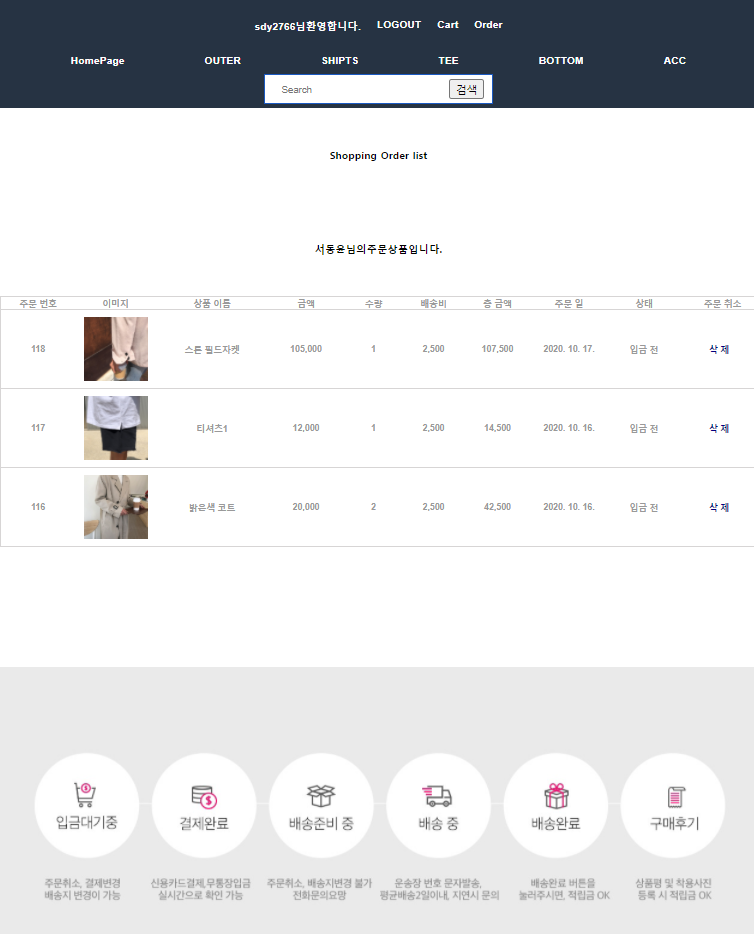 sdy2766님환영합니다. LOGOUT Cart Order
HomePage OUTER SHIPTS TEE BOTTOM ACC
Search 검색
Shopping Order list
서동윤님의주문상품입니다.
주문 번호 이미지 상품 이름 금액 수량 배송비 총 금액 주문 일 상태 주문 취소
118 스톤 필드자켓 105,000 1 2,500 107,500 2020. 10. 17. 입금 전 삭 제
117 티셔츠1 12,000 1 2,500 14,500 2020. 10. 16. 입금 전 삭 제
116 밝은색 코트 20,000 2 2,500 42,500 2020. 10. 16. 입금 전 삭 제
입금대기중 결제완료 배송준비 중 배송 중 배송완료 구매후기
주문취소, 결제변경 신용카드결제,무통장입금 주문취소, 배송지변경 불가 운송장 번호 문자발송, 배송완료 버튼을 상품평 및 착용사진
배송지 변경이 가능 실시간으로 확인 가능 전화문의요망 평균배송2일이내, 지연시 문의 눌러주시면, 적립금 OK 등록 시 적립금 OK